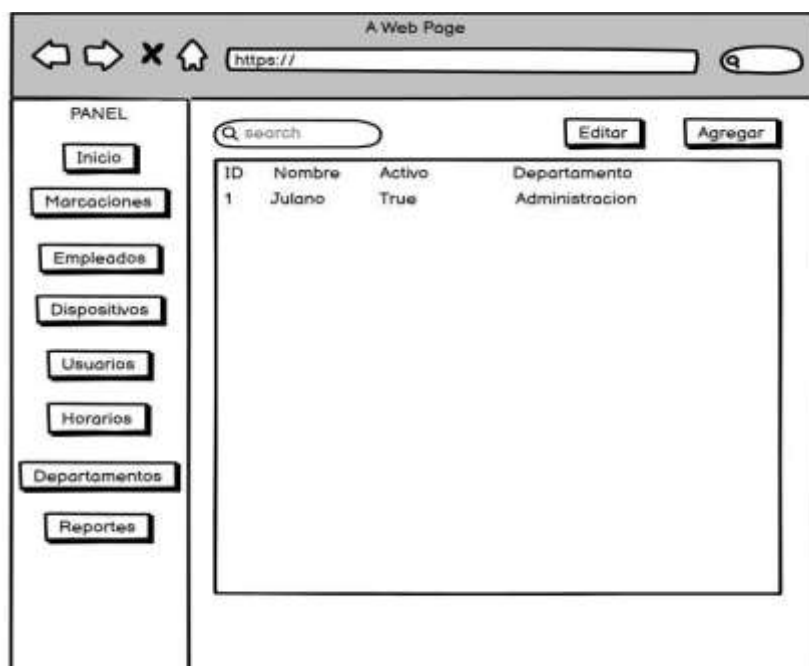 A Web Page
https://
PANEL
Inicio
Marcaciones
Empleados
Dispositivos
Usuarios
Horarios
Departamentos
Reportes
search
Editar
Agregar
ID Nombre Activo Departamento
1 Julano True Administracion